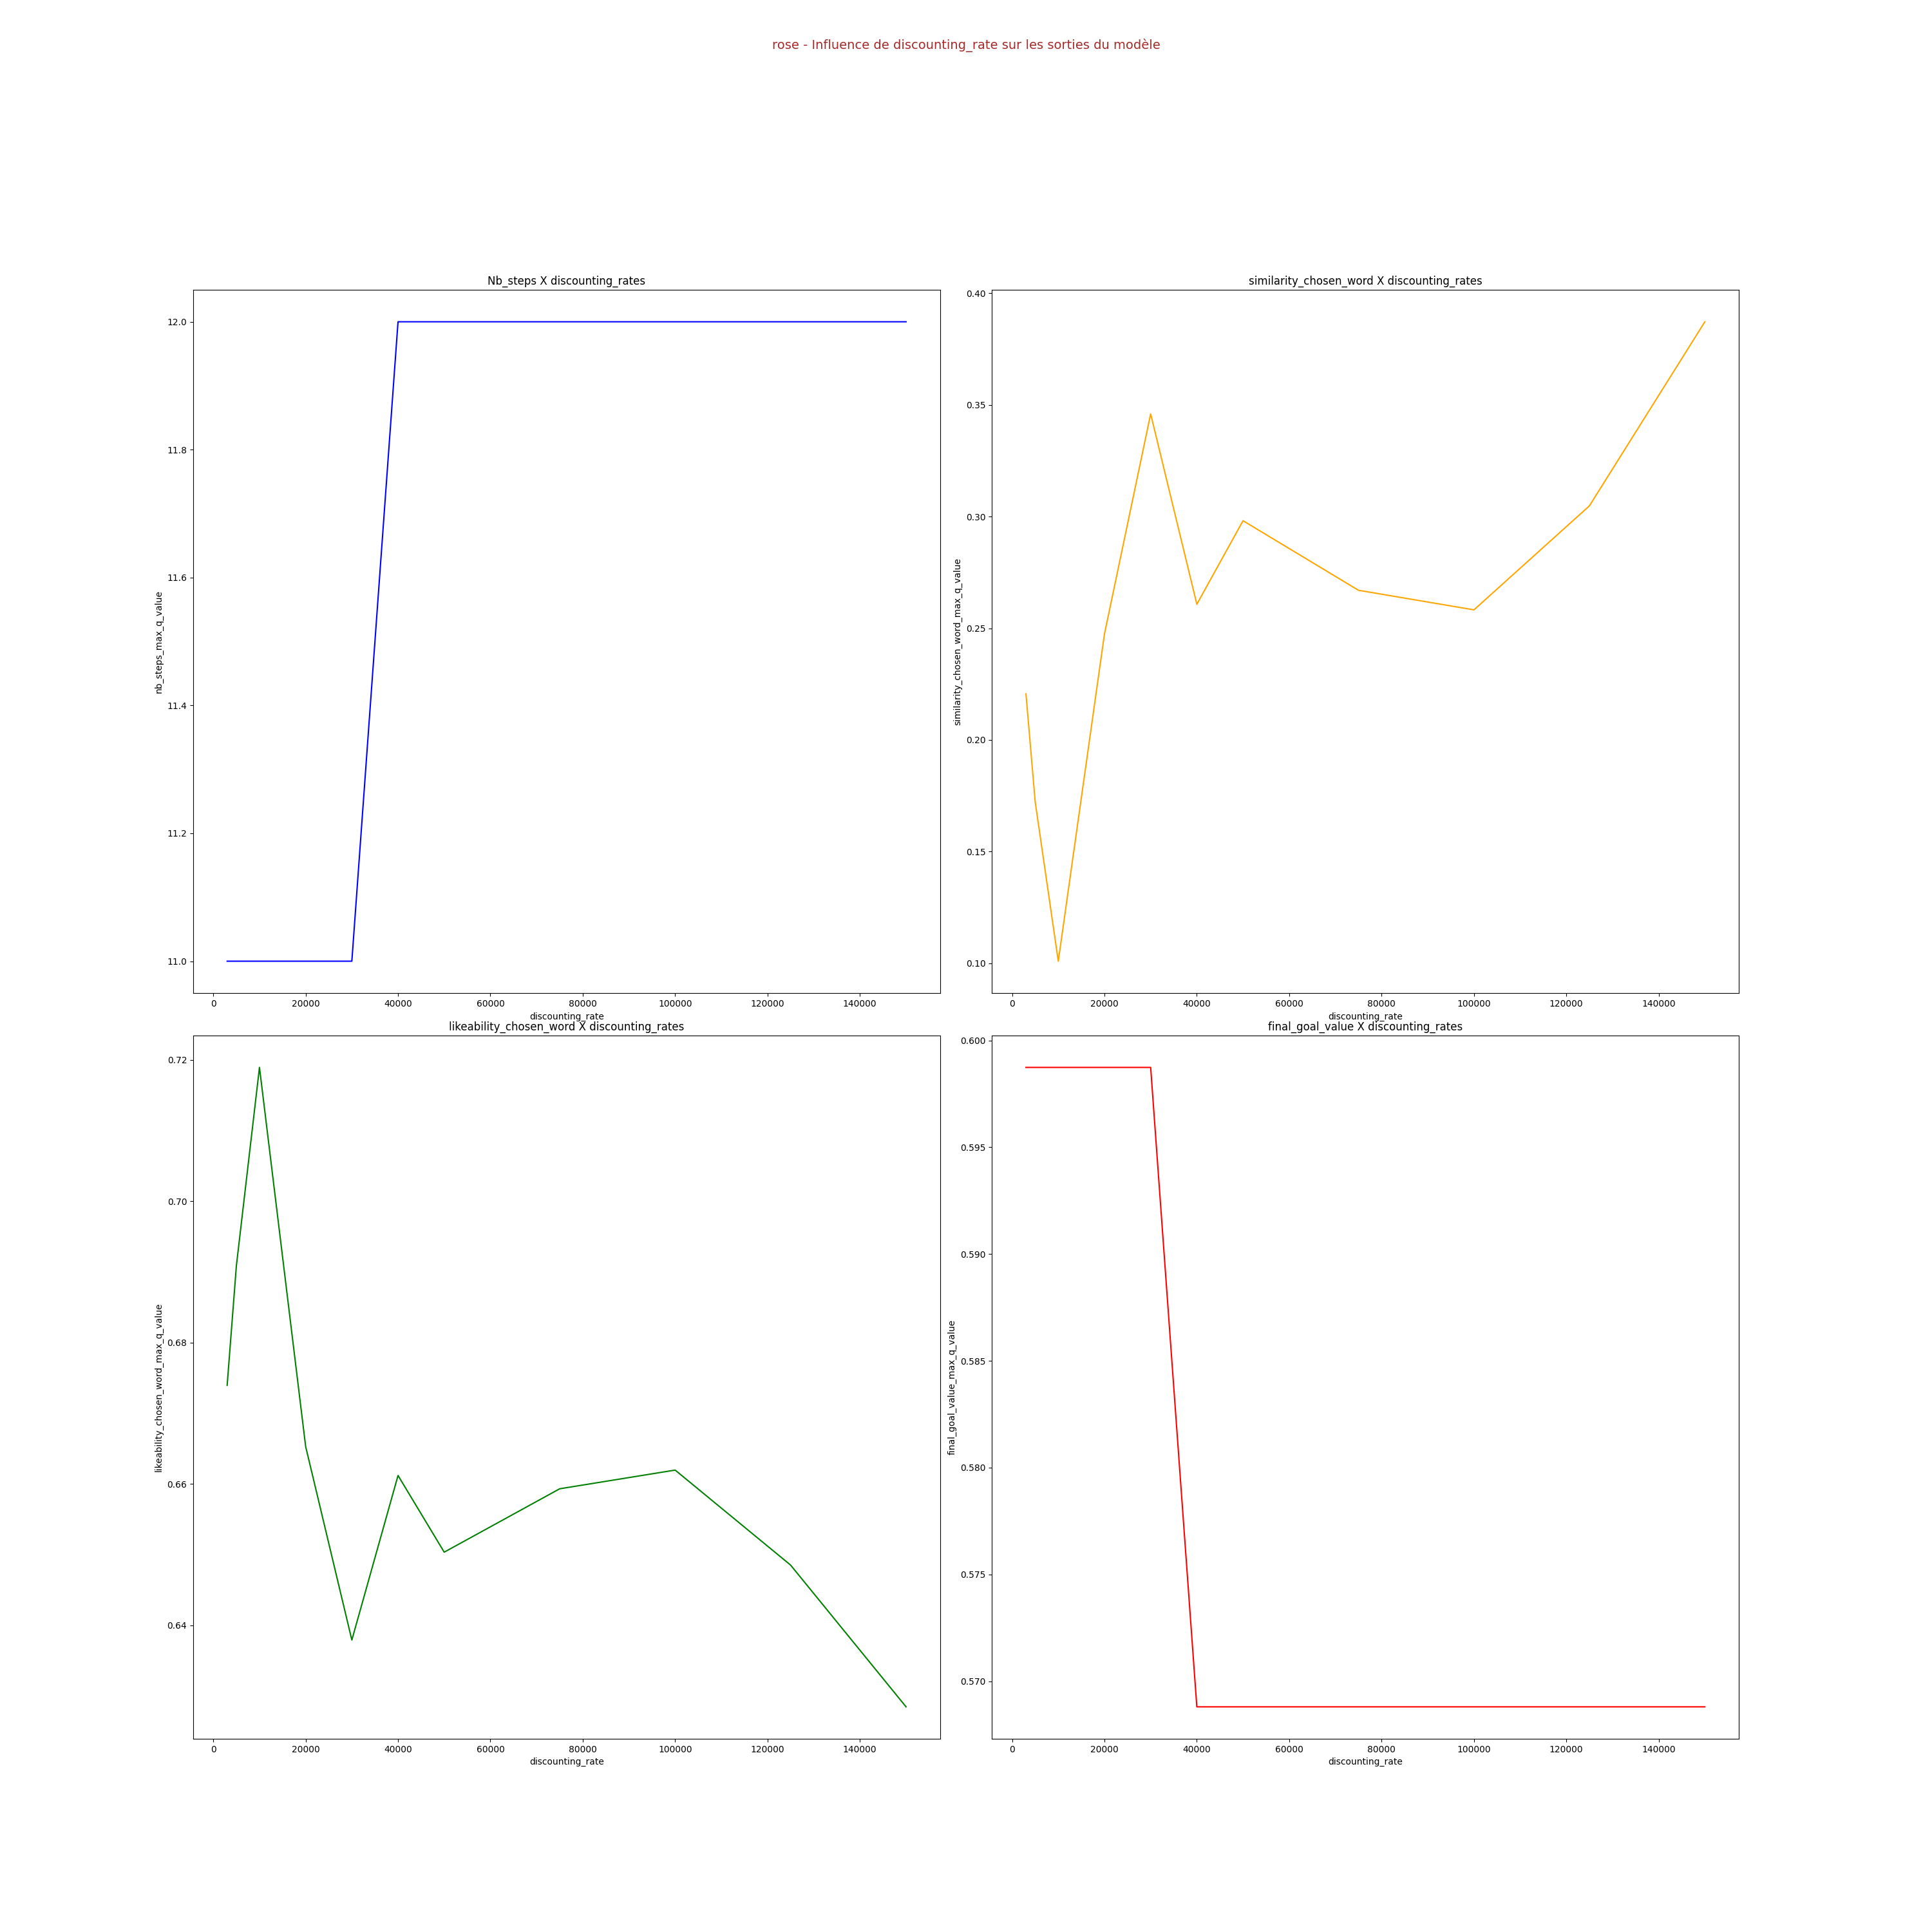 rose - Influence de discounting_rate sur les sorties du modèle
Nb_steps X discounting_rates
nb_steps_max_q_value
12.0
11.8
11.6
11.4
11.2
11.0
0 20000 40000 60000 80000 100000 120000 140000
discounting_rate
similarity_chosen_word X discounting_rates
similarity_chosen_word_max_q_value
0.40
0.35
0.30
0.25
0.20
0.15
0.10
0 20000 40000 60000 80000 100000 120000 140000
discounting_rate
likeability_chosen_word X discounting_rates
likeability_chosen_word_max_q_value
0.72
0.70
0.68
0.66
0.64
0 20000 40000 60000 80000 100000 120000 140000
discounting_rate
final_goal_value X discounting_rates
final_goal_value_max_q_value
0.600
0.595
0.590
0.585
0.580
0.575
0.570
0 20000 40000 60000 80000 100000 120000 140000
discounting_rate